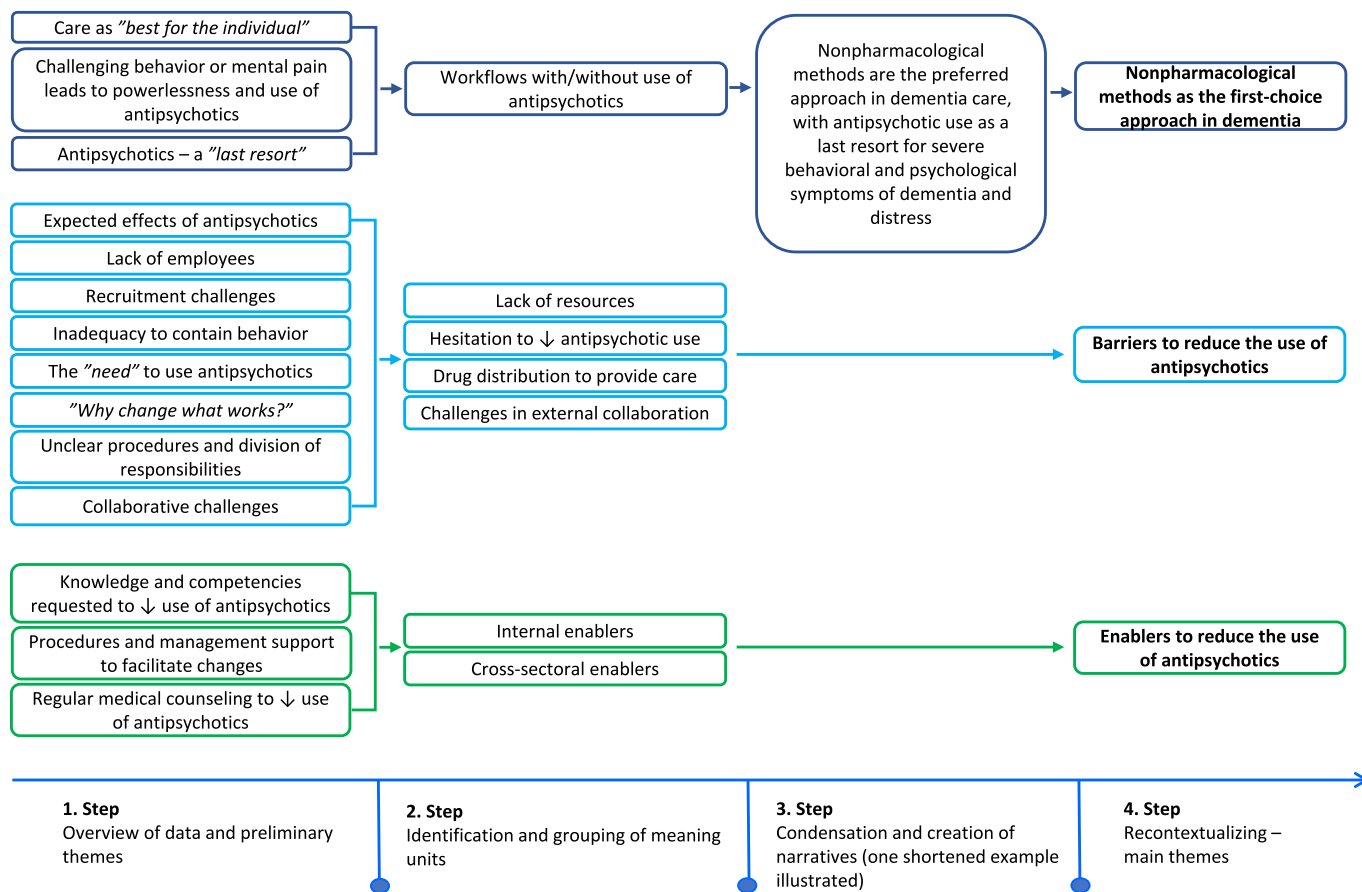 Care as ”best for the individual”
Challenging behavior or mental pain
leads to powerlessness and use of
antipsychotics
Antipsychotics – a ”last resort”
Workflows with/without use of
antipsychotics
Nonpharmacological
methods are the preferred
approach in dementia care,
with antipsychotic use as a
last resort for severe
behavioral and psychological
symptoms of dementia and
distress
Nonpharmacological
methods as the first-choice
approach in dementia
Expected effects of antipsychotics
Lack of employees
Recruitment challenges
Inadequacy to contain behavior
The ”need” to use antipsychotics
”Why change what works?”
Unclear procedures and division of
responsibilities
Collaborative challenges
Lack of resources
Hesitation to ↓ antipsychotic use
Drug distribution to provide care
Challenges in external collaboration
Barriers to reduce the use of
antipsychotics
Knowledge and competencies
requested to ↓ use of antipsychotics
Procedures and management support
to facilitate changes
Regular medical counseling to ↓ use
of antipsychotics
Internal enablers
Cross-sectoral enablers
Enablers to reduce the use
of antipsychotics
1. Step
Overview of data and preliminary
themes
2. Step
Identification and grouping of meaning
units
3. Step
Condensation and creation of
narratives (one shortened example
illustrated)
4. Step
Recontextualizing –
main themes